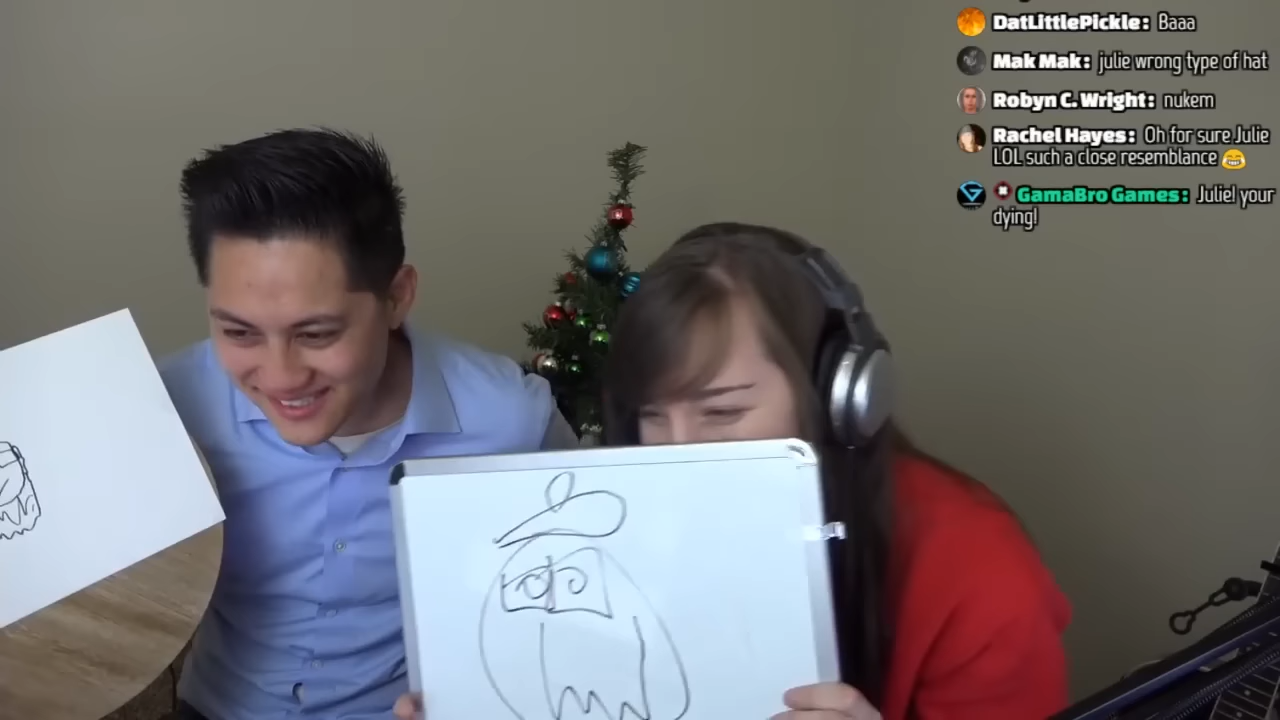 DatLittlePickle: Baaa
Mak Mak: julie wrong type of hat
Robyn C. Wright: nukem
Rachel Hayes: Oh for sure Julie
LOL such a close resemblance 😂
GamaBro Games: Julie! your
dying!